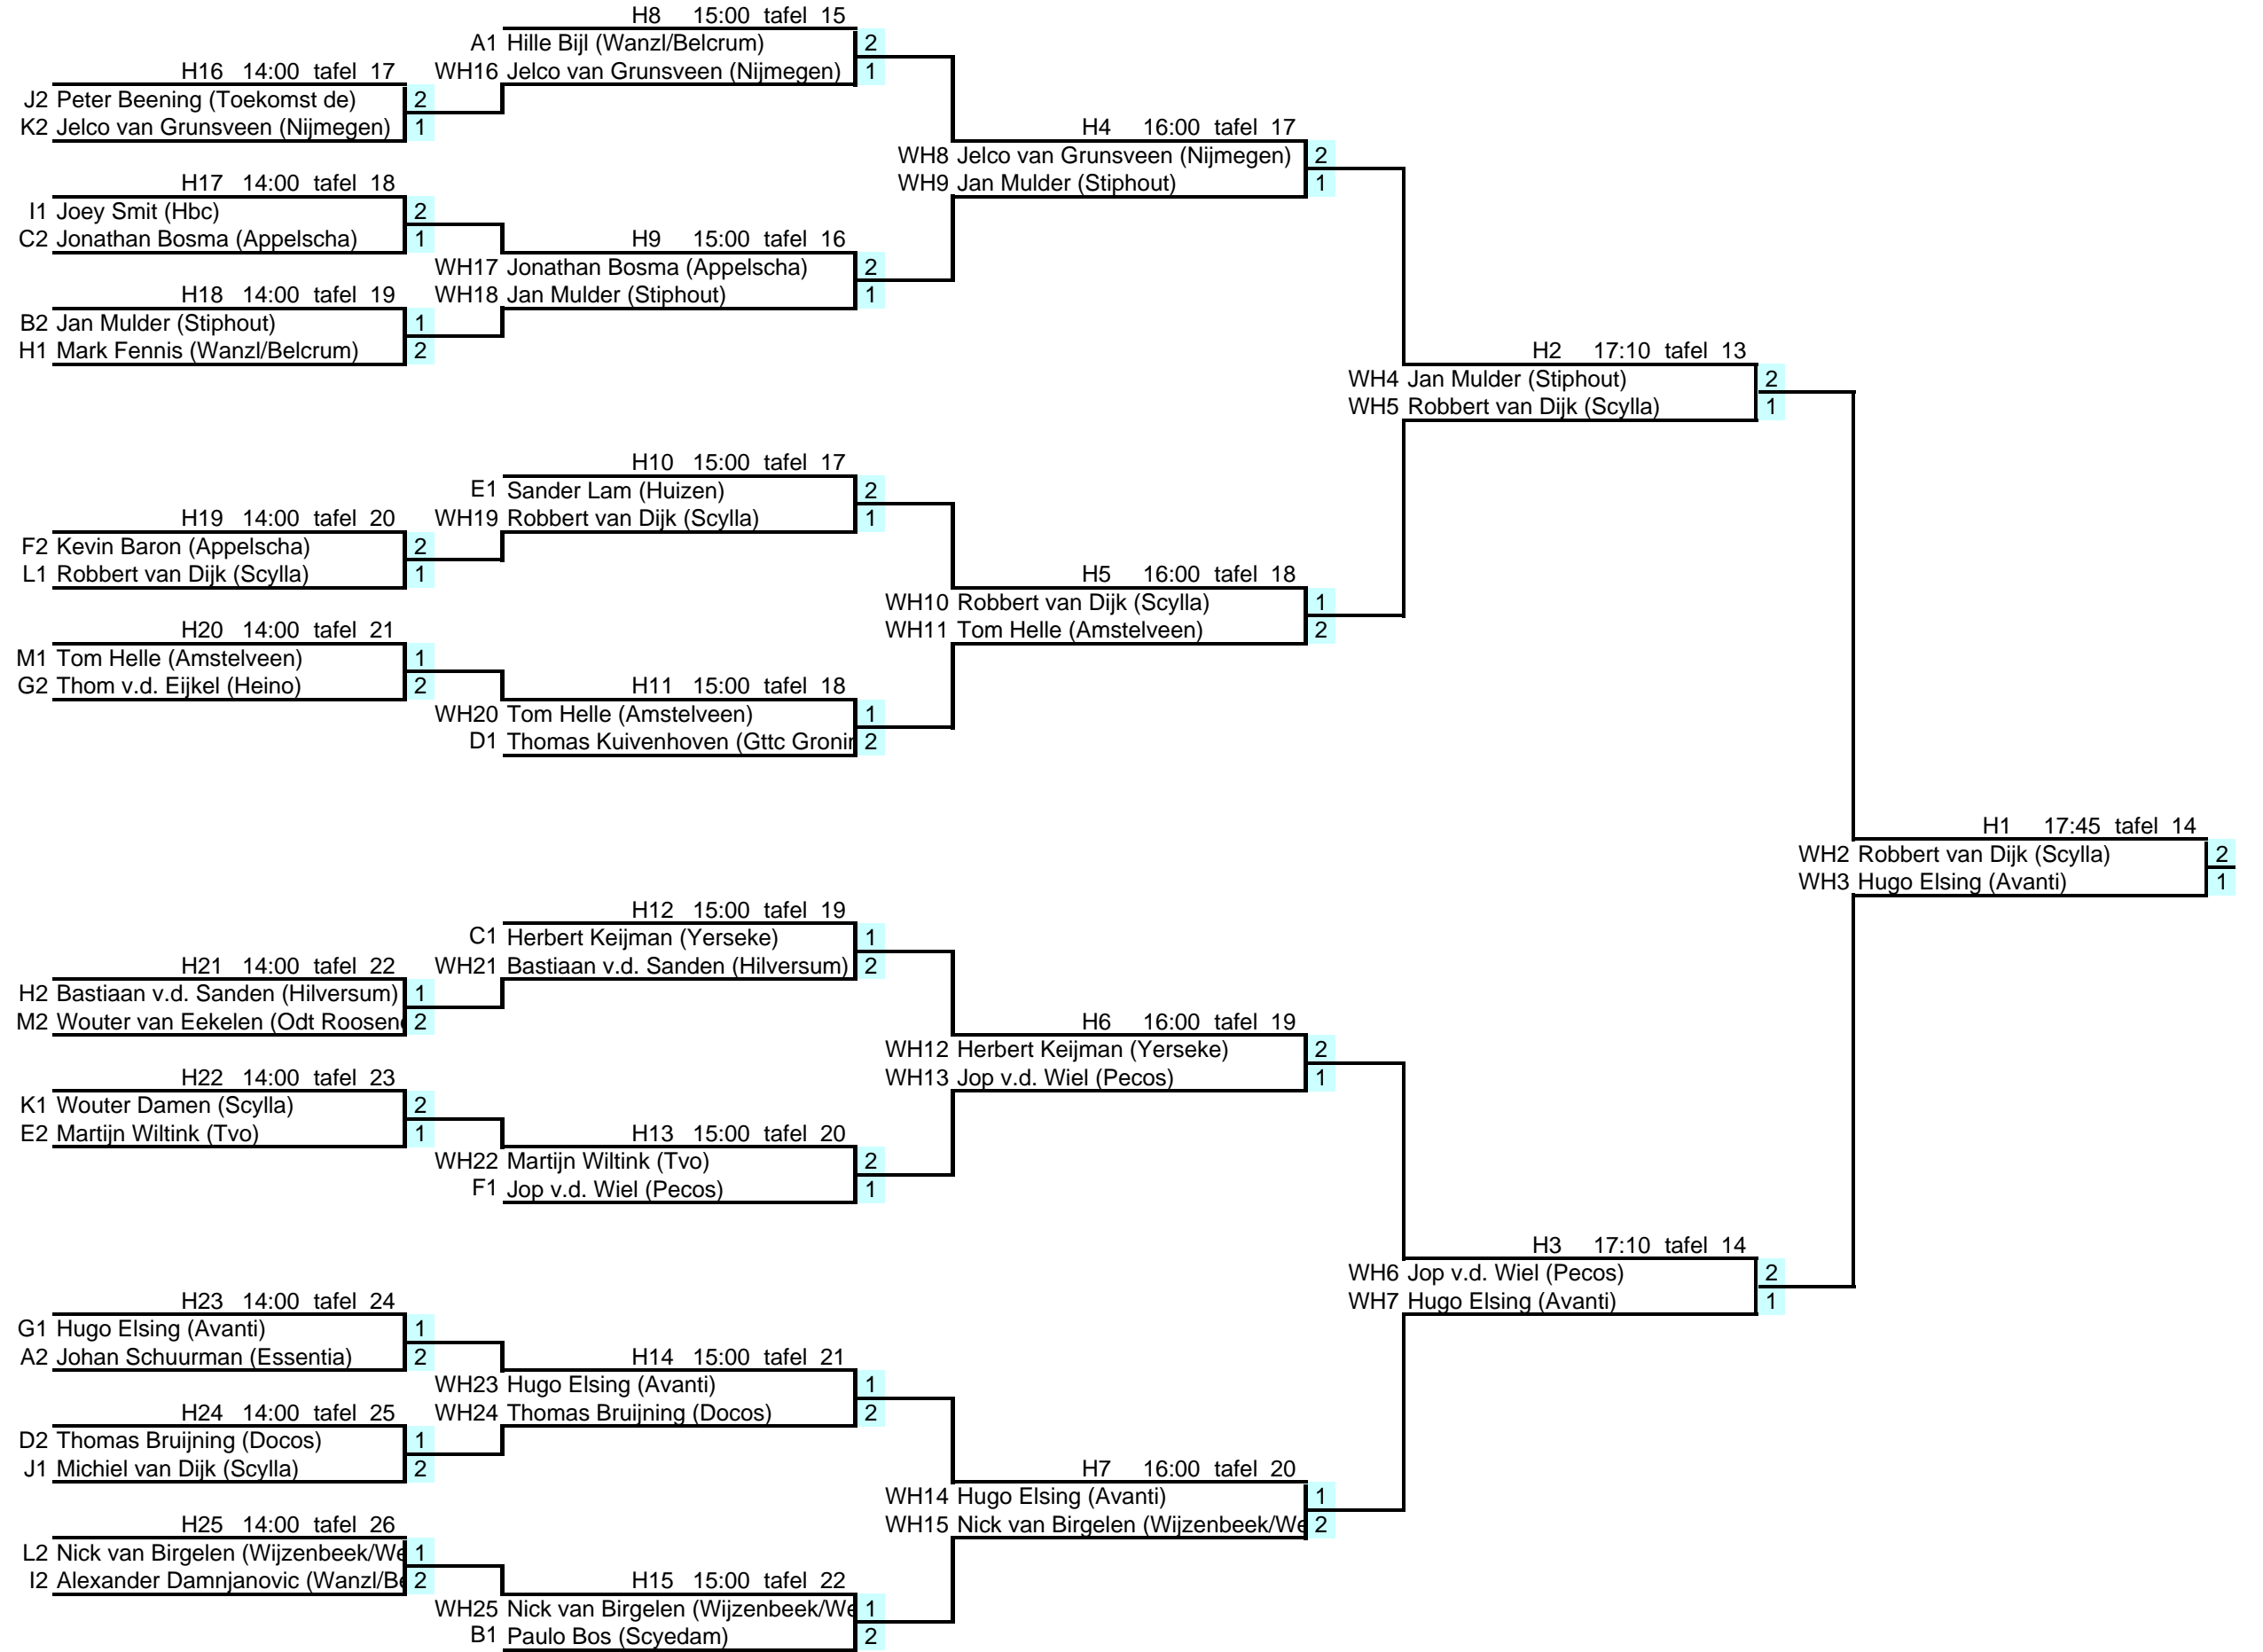 H8 15:00 tafel 15
A1 Hille Bijl (Wanzl/Belcrum) 2
WH16 Jelco van Grunsveen (Nijmegen) 1
H16 14:00 tafel 17
J2 Peter Beening (Toekomst de) 2
K2 Jelco van Grunsveen (Nijmegen) 1
H4 16:00 tafel 17
WH8 Jelco van Grunsveen (Nijmegen) 2
WH9 Jan Mulder (Stiphout) 1
H17 14:00 tafel 18
I1 Joey Smit (Hbc) 2
C2 Jonathan Bosma (Appelscha) 1
H9 15:00 tafel 16
WH17 Jonathan Bosma (Appelscha) 2
WH18 Jan Mulder (Stiphout) 1
H18 14:00 tafel 19
B2 Jan Mulder (Stiphout) 1
H1 Mark Fennis (Wanzl/Belcrum) 2
H2 17:10 tafel 13
WH4 Jan Mulder (Stiphout) 2
WH5 Robbert van Dijk (Scylla) 1
H10 15:00 tafel 17
E1 Sander Lam (Huizen) 2
WH19 Robbert van Dijk (Scylla) 1
H19 14:00 tafel 20
F2 Kevin Baron (Appelscha) 2
L1 Robbert van Dijk (Scylla) 1
H5 16:00 tafel 18
WH10 Robbert van Dijk (Scylla) 1
WH11 Tom Helle (Amstelveen) 2
H20 14:00 tafel 21
M1 Tom Helle (Amstelveen) 1
G2 Thom v.d. Eijkel (Heino) 2
H11 15:00 tafel 18
WH20 Tom Helle (Amstelveen) 1
D1 Thomas Kuivenhoven (Gttc Gronin 2
H1 17:45 tafel 14
WH2 Robbert van Dijk (Scylla) 2
WH3 Hugo Elsing (Avanti) 1
H12 15:00 tafel 19
C1 Herbert Keijman (Yerseke) 1
WH21 Bastiaan v.d. Sanden (Hilversum) 2
H21 14:00 tafel 22
H2 Bastiaan v.d. Sanden (Hilversum) 1
M2 Wouter van Eekelen (Odt Roosend 2
H6 16:00 tafel 19
WH12 Herbert Keijman (Yerseke) 2
WH13 Jop v.d. Wiel (Pecos) 1
H22 14:00 tafel 23
K1 Wouter Damen (Scylla) 2
E2 Martijn Wiltink (Tvo) 1
H13 15:00 tafel 20
WH22 Martijn Wiltink (Tvo) 2
F1 Jop v.d. Wiel (Pecos) 1
H3 17:10 tafel 14
WH6 Jop v.d. Wiel (Pecos) 2
WH7 Hugo Elsing (Avanti) 1
H23 14:00 tafel 24
G1 Hugo Elsing (Avanti) 1
A2 Johan Schuurman (Essentia) 2
H14 15:00 tafel 21
WH23 Hugo Elsing (Avanti) 1
WH24 Thomas Bruijning (Docos) 2
H24 14:00 tafel 25
D2 Thomas Bruijning (Docos) 1
J1 Michiel van Dijk (Scylla) 2
H7 16:00 tafel 20
WH14 Hugo Elsing (Avanti) 1
WH15 Nick van Birgelen (Wijzenbeek/We 2
H25 14:00 tafel 26
L2 Nick van Birgelen (Wijzenbeek/We 1
I2 Alexander Damnjanovic (Wanzl/Be 2
H15 15:00 tafel 22
WH25 Nick van Birgelen (Wijzenbeek/We 1
B1 Paulo Bos (Scyedam) 2